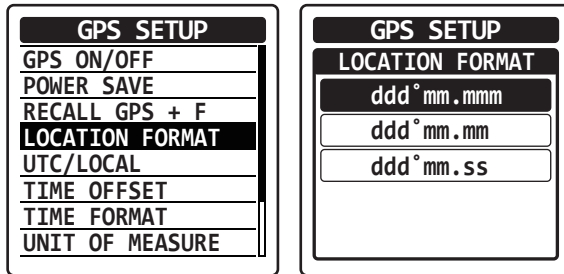 GPS SETUP
GPS ON/OFF
POWER SAVE
RECALL GPS + F
LOCATION FORMAT
UTC/LOCAL
TIME OFFSET
TIME FORMAT
UNIT OF MEASURE
GPS SETUP
LOCATION FORMAT
ddd°mm.mmm
ddd°mm.mm
ddd°mm.ss